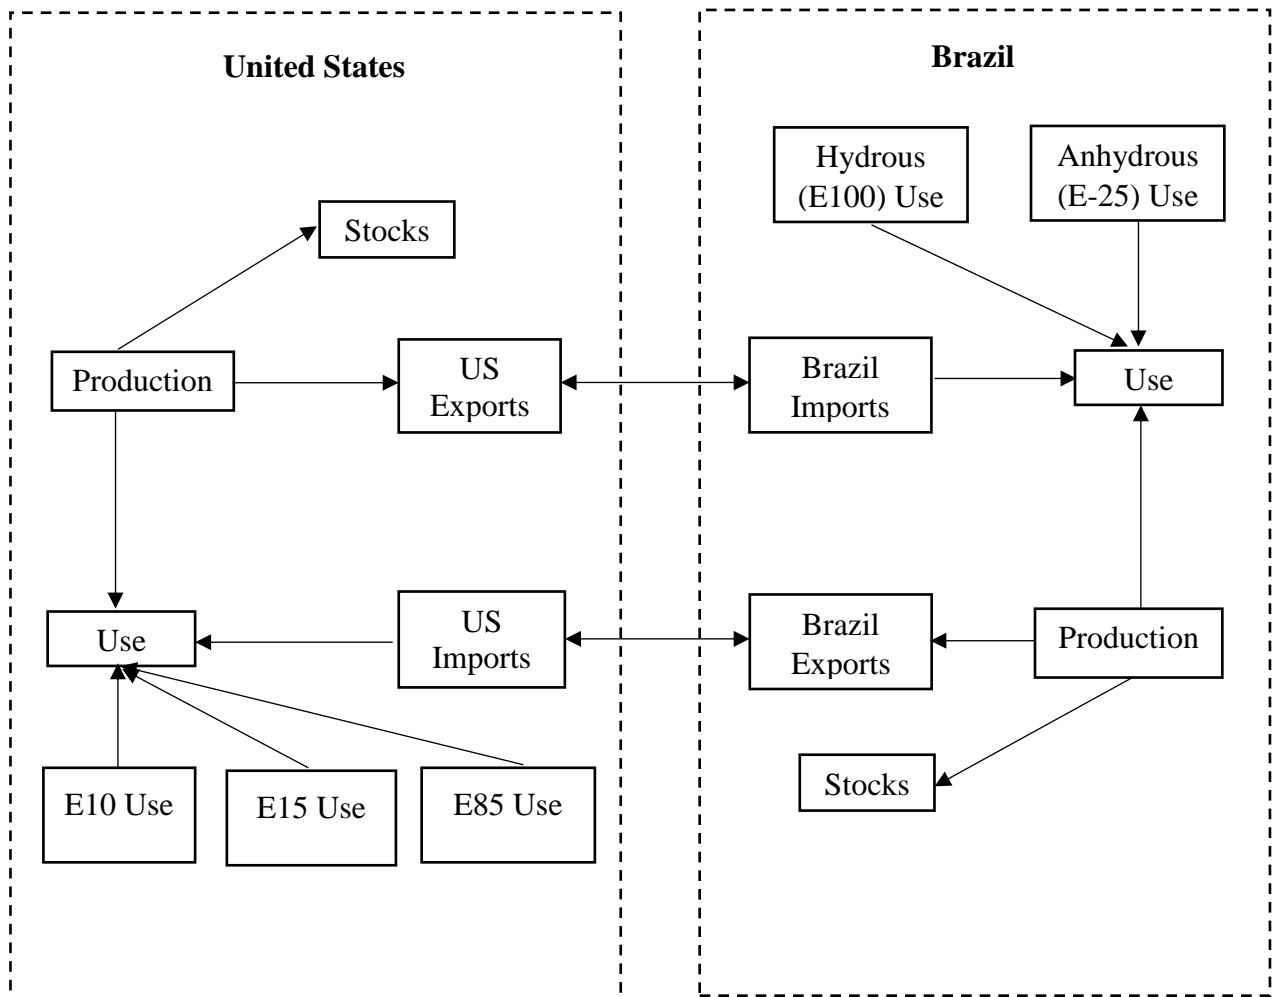 United States
Stocks
Production
US
Exports
Use
US
Imports
E10 Use
E15 Use
E85 Use
Brazil
Hydrous
(E100) Use
Anhydrous
(E-25) Use
Brazil
Imports
Use
Brazil
Exports
Production
Stocks